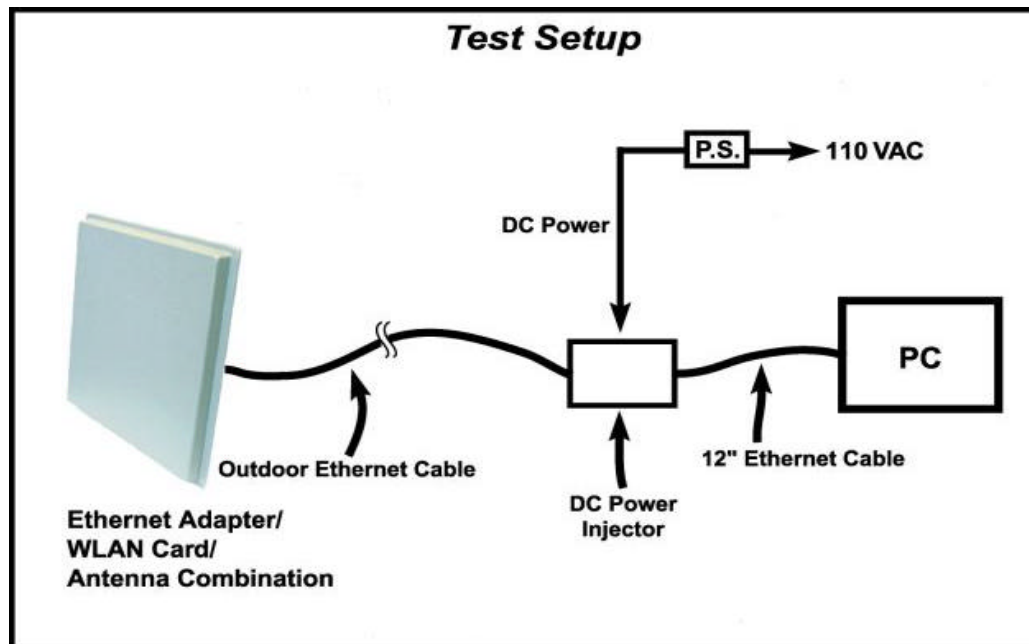 Test Setup
P.S.
110 VAC
DC Power
PC
Outdoor Ethernet Cable
12" Ethernet Cable
DC Power
Injector
Ethernet Adapter/
WLAN Card/
Antenna Combination